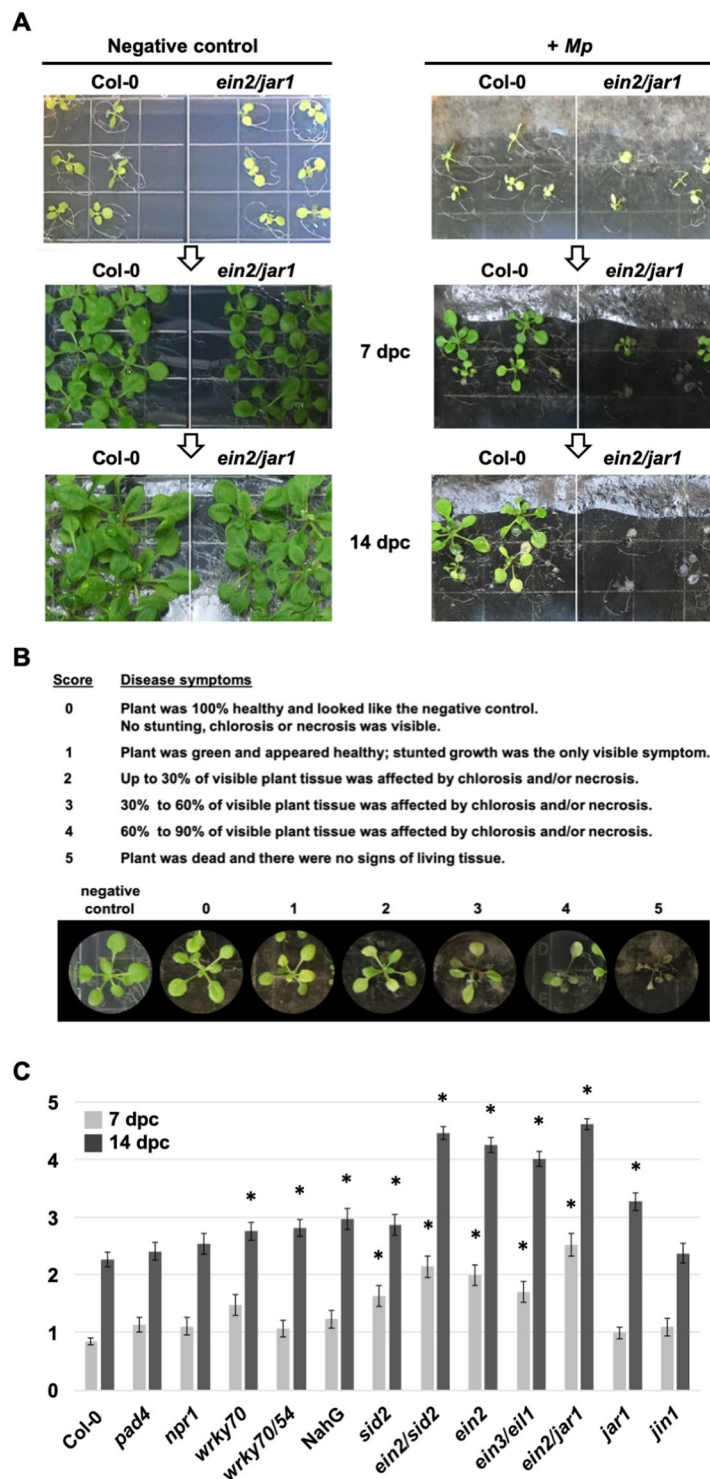 A
Negative control
+ Mp
Col-0 ein2/jar1
Col-0 ein2/jar1
Col-0 ein2/jar1
7 dpc
Col-0 ein2/jar1
Col-0 ein2/jar1
14 dpc
Col-0 ein2/jar1
B
Score Disease symptoms
0 Plant was 100% healthy and looked like the negative control.
No stunting, chlorosis or necrosis was visible.
1 Plant was green and appeared healthy; stunted growth was the only visible symptom.
2 Up to 30% of visible plant tissue was affected by chlorosis and/or necrosis.
3 30% to 60% of visible plant tissue was affected by chlorosis and/or necrosis.
4 60% to 90% of visible plant tissue was affected by chlorosis and/or necrosis.
5 Plant was dead and there were no signs of living tissue.
negative
control 0 1 2 3 4 5
C
5
4
3
2
1
0
7 dpc
14 dpc
* * * * * * * * * * * * *
Col-0 pad4 npr1 wrky70 wrky70/54 NahG sid2 ein2/sid2 ein2 ein3/eil1 ein2/jar1 jar1 jin1